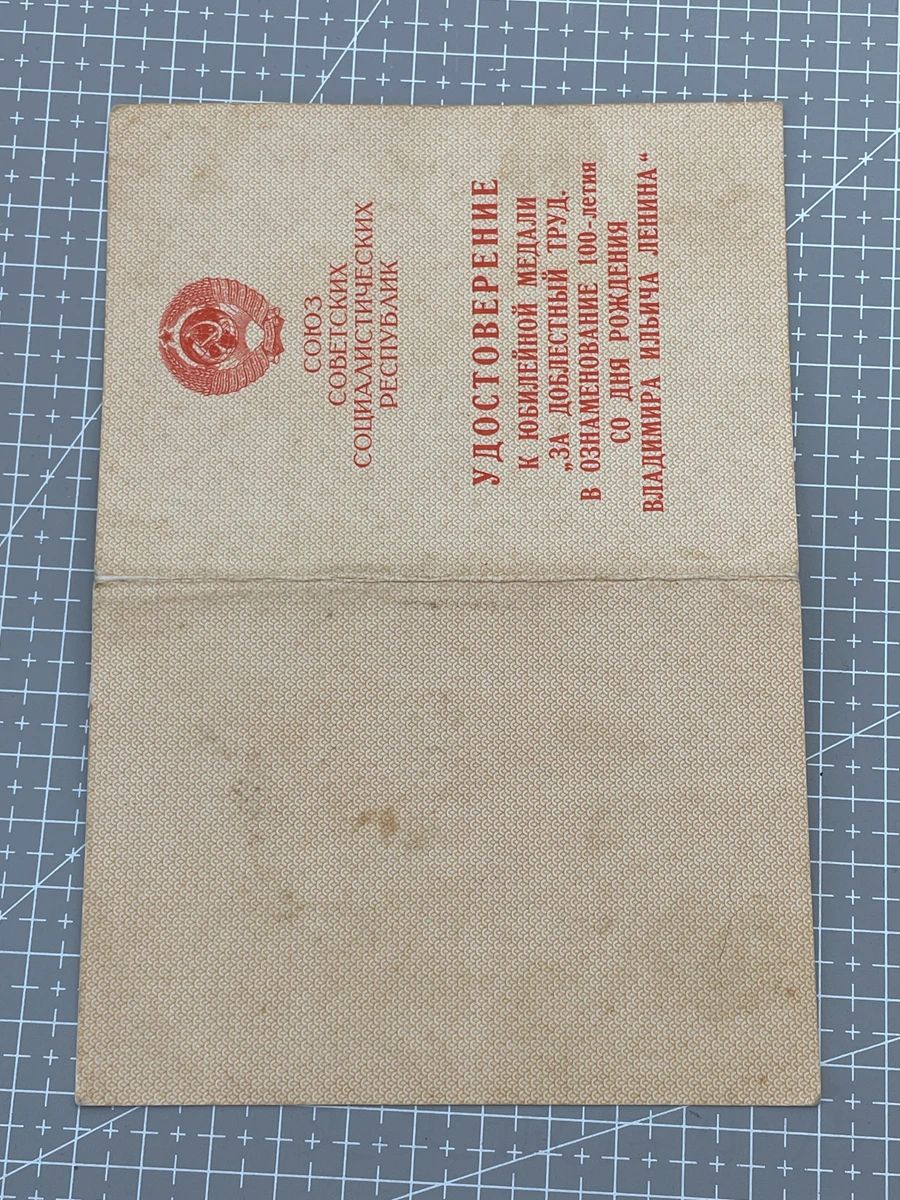 СОЮЗ
СОВЕТСКИХ
СОЦИАЛИСТИЧЕСКИХ
РЕСПУБЛИК
УДОСТОВЕРЕНИЕ
К ЮБИЛЕЙНОЙ МЕДАЛИ
„ЗА ДОБЛЕСТНЫЙ ТРУД.
В ОЗНАМЕНОВАНИЕ 100-летия
СО ДНЯ РОЖДЕНИЯ
ВЛАДИМИРА ИЛЬИЧА ЛЕНИНА“